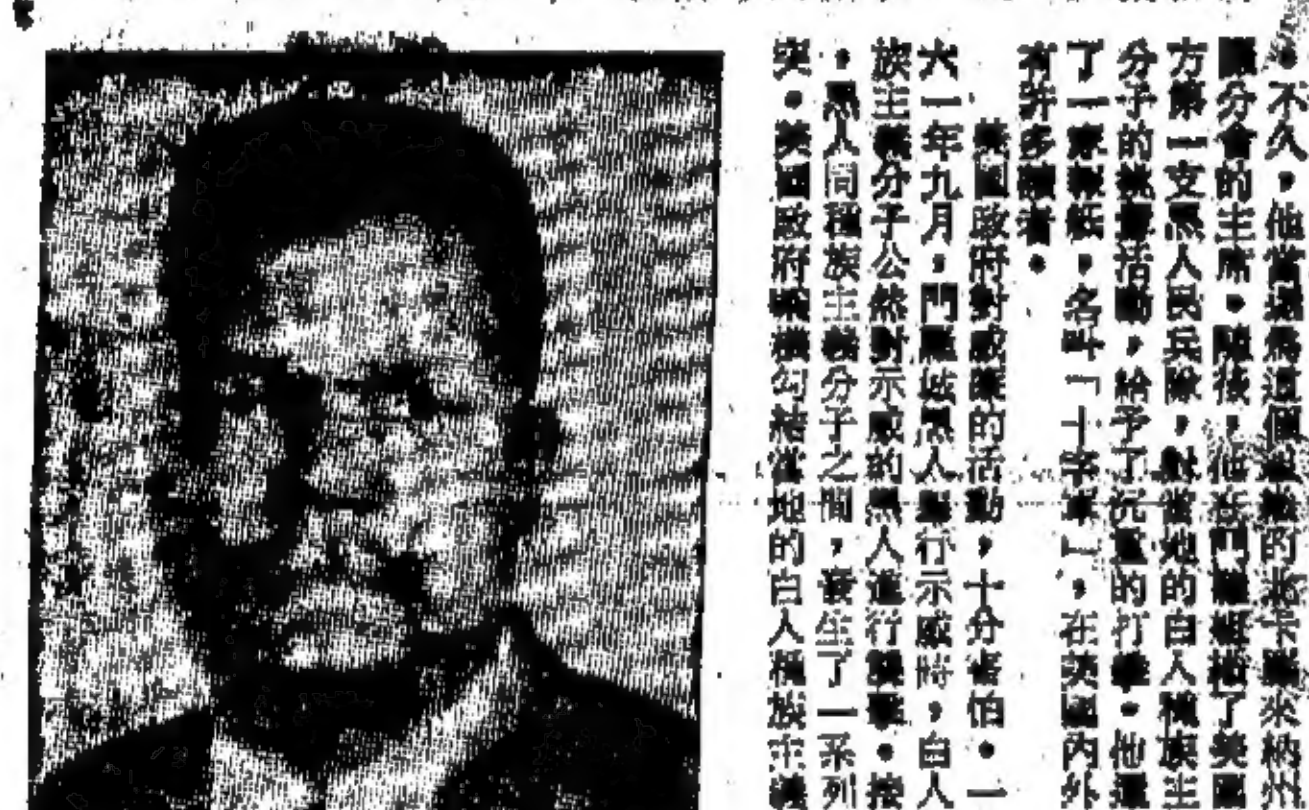 。不久,他當選為這個組織的北卡羅來納州
分會的主席。隨後,他在門羅組織了美國
方第一支黑人民兵隊,對當地的白人種族主
分子的挑釁活動,給予了沉重的打擊。他還
了一家報紙,名叫「十字軍」,在美國內外
有許多讀者。
美國政府對威廉的活動,十分害怕。一
六一年九月,門羅城黑人舉行示威時,白人
族主義分子公然對示威的黑人進行襲擊。按
,黑人同種族主義分子之間,發生了一系列
突。美國政府 勾結當地的白人種族主義